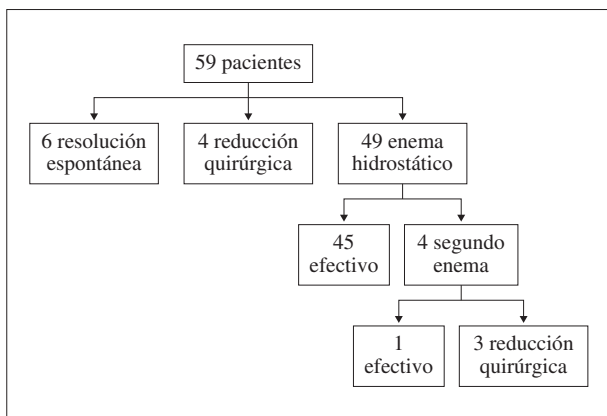 59 pacientes
6 resolución
espontánea
4 reducción
quirúrgica
49 enema
hidrostático
45
efectivo
4 segundo
enema
1
efectivo
3 reducción
quirúrgica